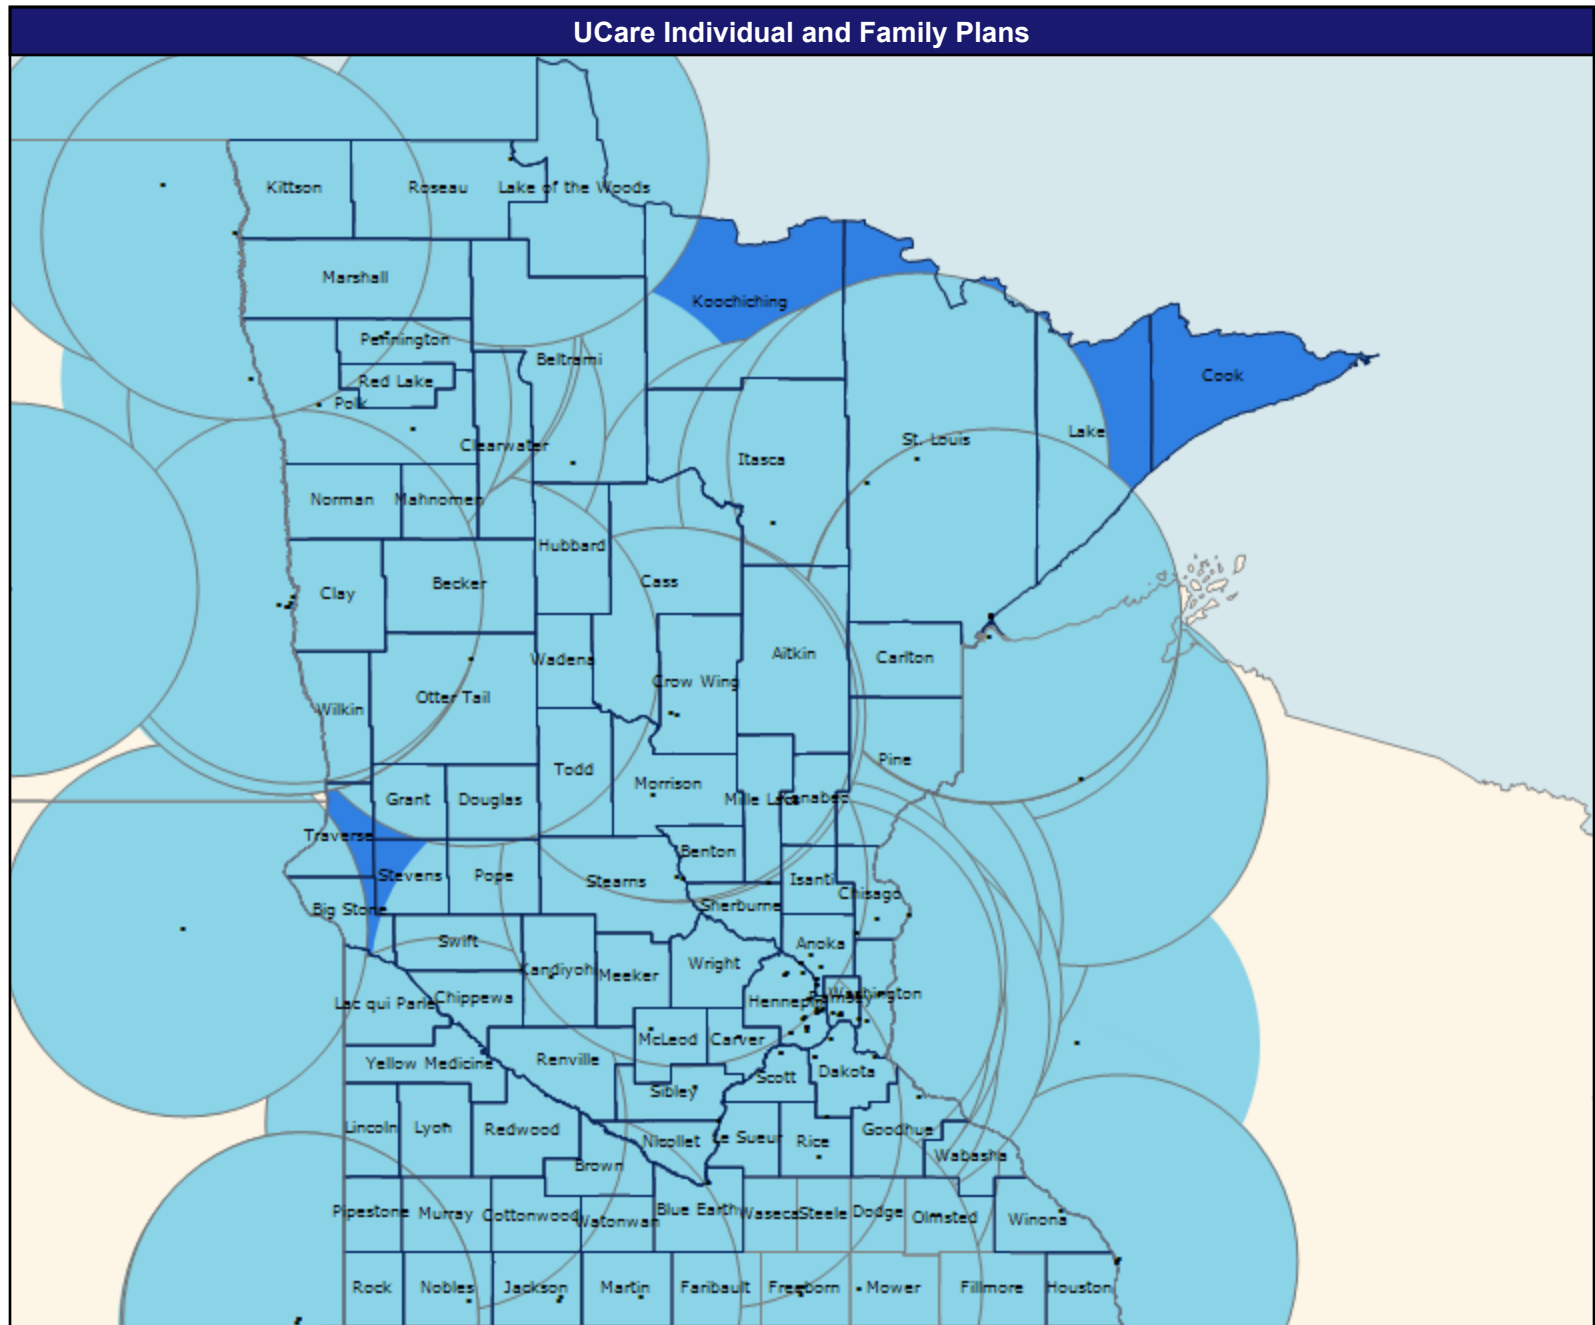 UCare Individual and Family Plans
Kittson
Roseau
Lake of the Woods
Marshall
Koochiching
Pennington
Beltrami
Red Lake
Polk
Cook
Clearwater
St. Louis
Lake
Itasca
Norman
Mahnomen
Hubbard
Cass
Clay
Becker
Wadena
Aitkin
Carlton
Crow Wing
Otter Tail
Wilkin
Pine
Todd
Morrison
Grant
Douglas
Mille Lacs
Kanabec
Traverse
Benton
Stevens
Pope
Stearns
Isanti
Chisago
Big Stone
Sherburne
Swift
Anoka
Wright
Kandiyohi
Meeker
Washington
Ramsey
Hennepin
Lac qui Parle
Chippewa
McLeod
Carver
Yellow Medicine
Renville
Scott
Dakota
Sibley
Lincoln
Lyon
Redwood
Nicollet
Le Sueur
Rice
Goodhue
Wabasha
Brown
Pipestone
Murray
Cottonwood
Watonwan
Blue Earth
Waseca
Steele
Dodge
Olmsted
Winona
Rock
Nobles
Jackson
Martin
Faribault
Freeborn
Mower
Fillmore
Houston